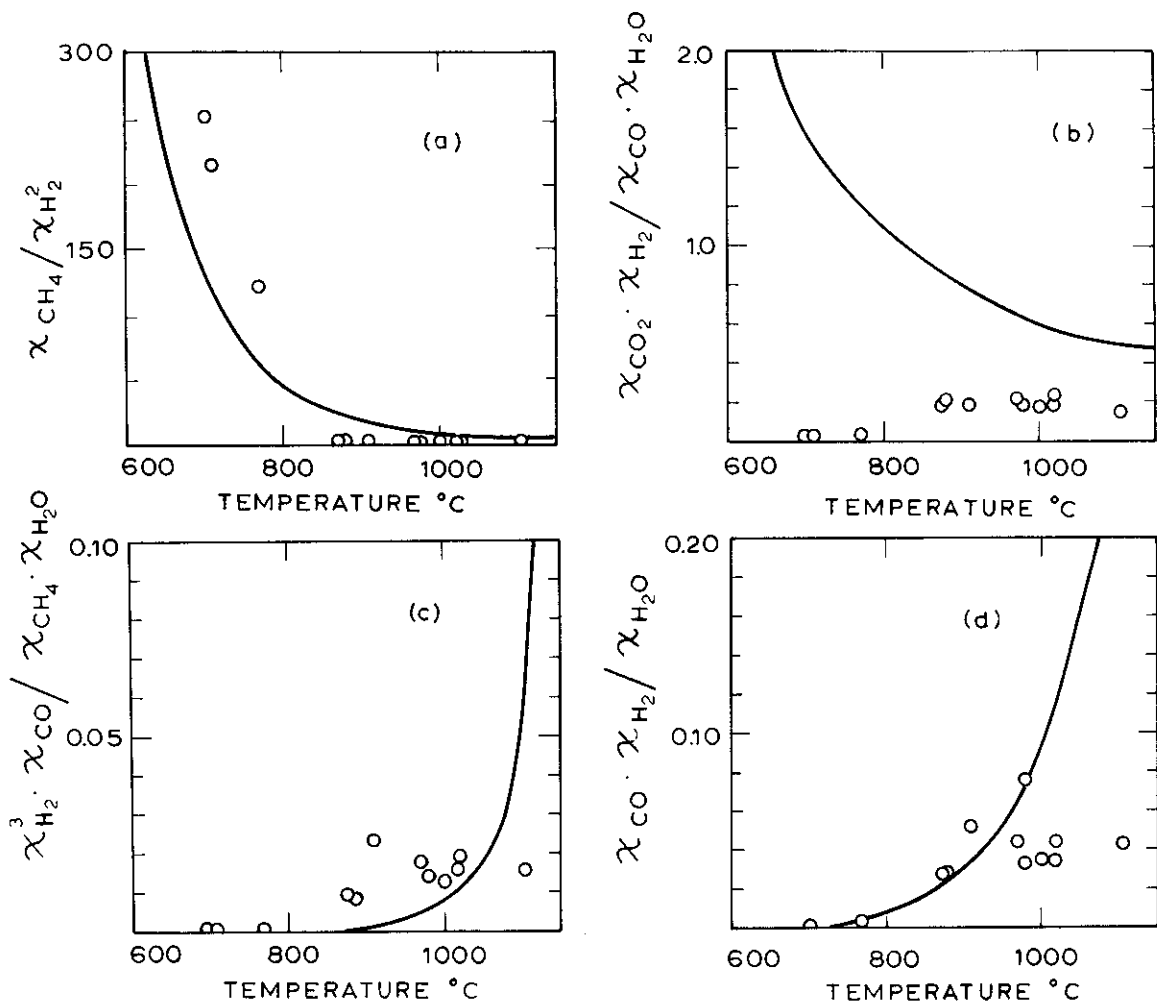 300
150
600
800
1000
TEMPERATURE °C
(a)
χ CH₄ / χ²H₂
2.0
1.0
600
800
1000
TEMPERATURE °C
(b)
χCO₂ · χH₂ / χCO · χH₂O
0.10
0.05
600
800
1000
TEMPERATURE °C
(c)
χ³H₂ · χCO / χCH₄ · χH₂O
0.20
0.10
600
800
1000
TEMPERATURE °C
(d)
χ CO · χH₂ / χH₂O